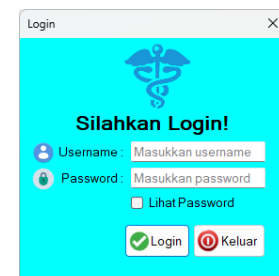 Login
Silahkan Login!
Username : Masukkan username
Password : Masukkan password
Lihat Password
Login Keluar